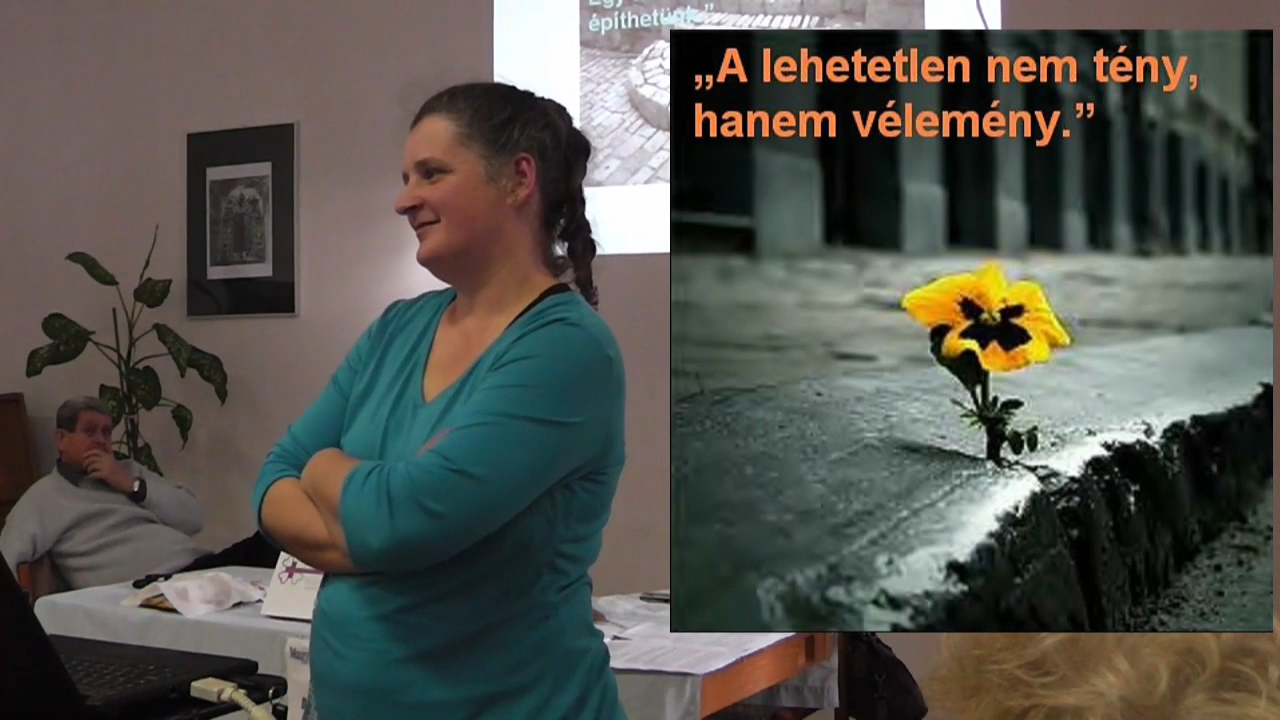 építhetünk."
„A lehetetlen nem tény,
hanem vélemény.”